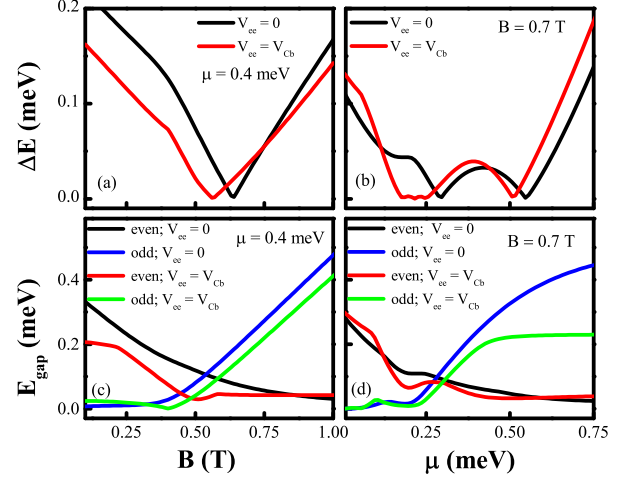 0.2
V_ee = 0
V_ee = V_Cb
μ = 0.4 meV
0.1
ΔE (meV)
(a)
0.0
V_ee = 0
V_ee = V_Cb
B = 0.7 T
(b)
even; V_ee = 0
odd; V_ee = 0
even; V_ee = V_Cb
odd; V_ee = V_Cb
μ = 0.4 meV
0.4
E_gap (meV)
0.2
(c)
0.0
0.25 0.50 0.75 1.00
B (T)
even; V_ee = 0
odd; V_ee = 0
even; V_ee = V_Cb
odd; V_ee = V_Cb
B = 0.7 T
(d)
0.25 0.50 0.75
μ (meV)